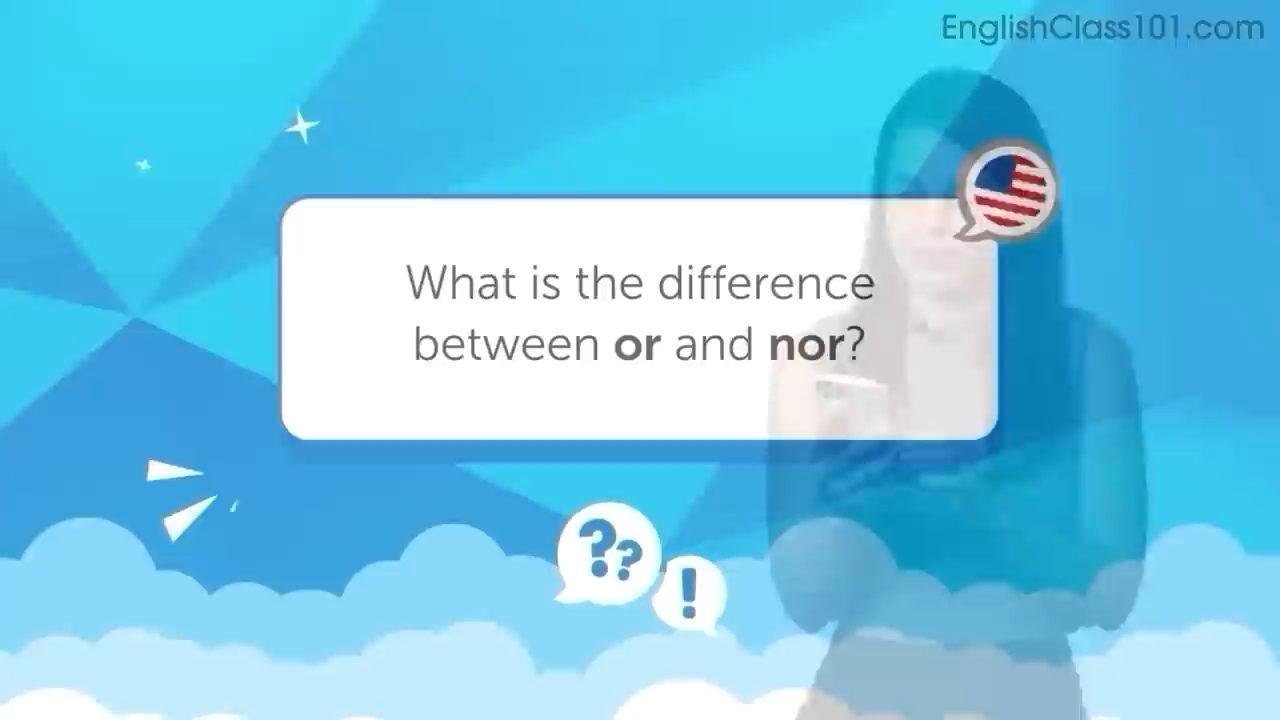 EnglishClass101.com
What is the difference
between or and nor?
??
!